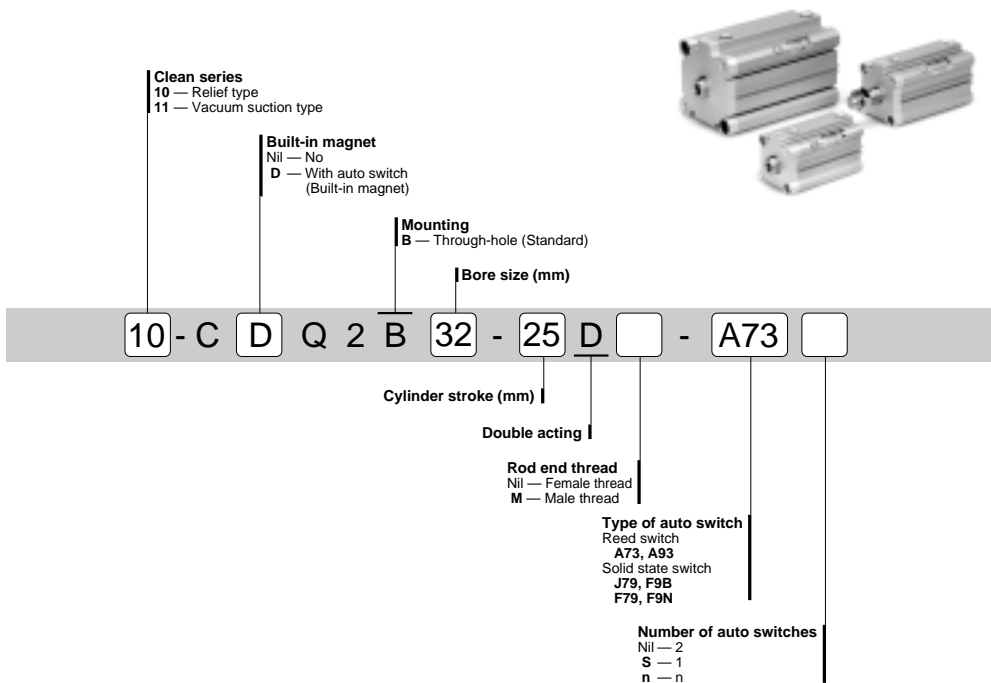 Clean series
10 — Relief type
11 — Vacuum suction type
Built-in magnet
Nil — No
D — With auto switch
(Built-in magnet)
Mounting
B — Through-hole (Standard)
Bore size (mm)
10 - C D Q 2 B 32 - 25 D - A73
Cylinder stroke (mm)
Double acting
Rod end thread
Nil — Female thread
M — Male thread
Type of auto switch
Reed switch
A73, A93
Solid state switch
J79, F9B
F79, F9N
Number of auto switches
Nil — 2
S — 1
n — n